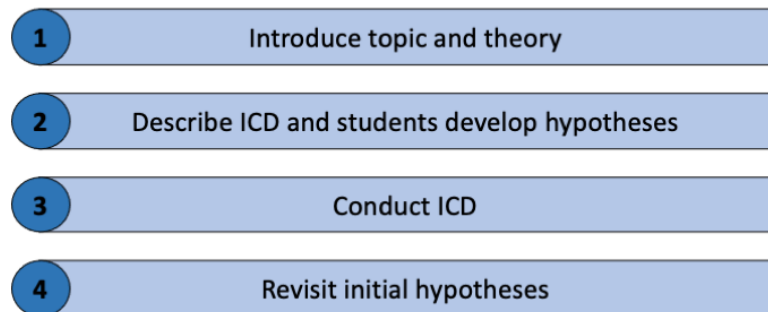 1 Introduce topic and theory
2 Describe ICD and students develop hypotheses
3 Conduct ICD
4 Revisit initial hypotheses